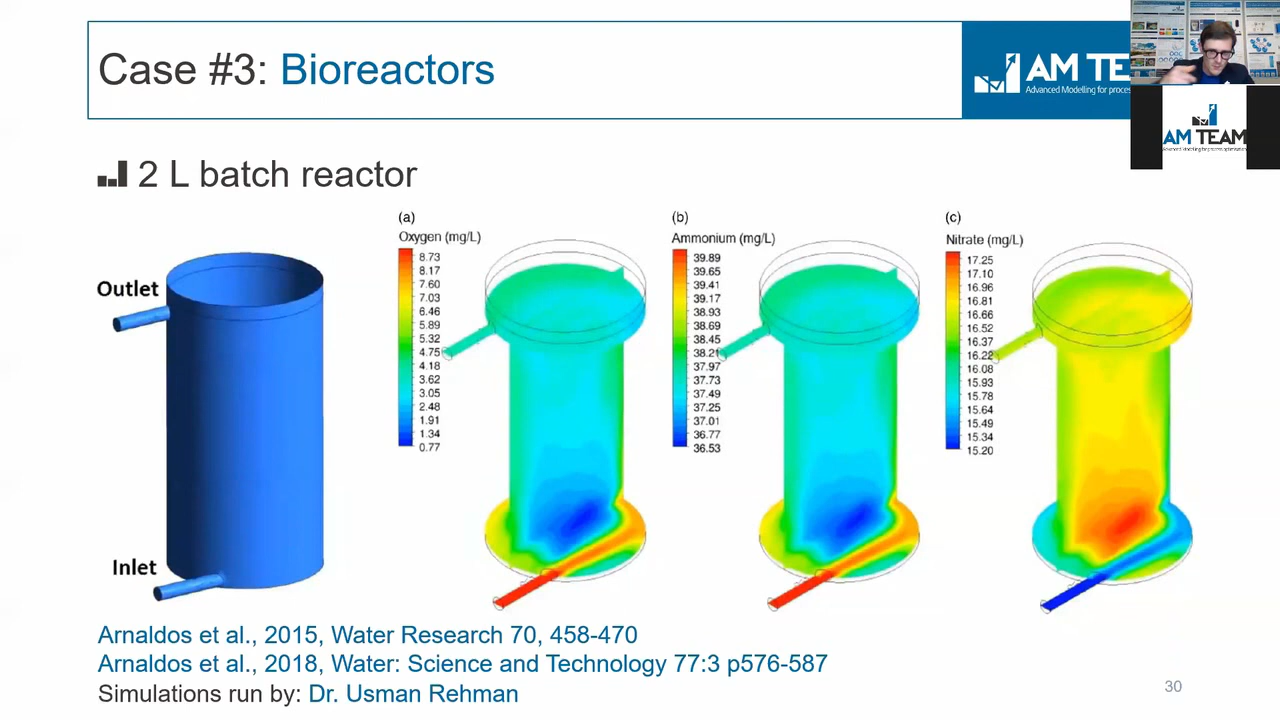 Case #3: Bioreactors
AM TE
Advanced Modelling for proces
AM TEAM
2 L batch reactor
Outlet
Inlet
(a)
Oxygen (mg/L)
8.73
8.17
7.60
7.03
6.46
5.89
5.32
4.75
4.18
3.62
3.05
2.48
1.91
1.34
0.77
(b)
Ammonium (mg/L)
39.89
39.65
39.41
39.17
38.93
38.69
38.45
38.21
37.97
37.73
37.49
37.25
37.01
36.77
36.53
(c)
Nitrate (mg/L)
17.25
17.10
16.96
16.81
16.66
16.52
16.37
16.22
16.08
15.93
15.78
15.64
15.49
15.34
15.20
Arnaldos et al., 2015, Water Research 70, 458-470
Arnaldos et al., 2018, Water: Science and Technology 77:3 p576-587
Simulations run by: Dr. Usman Rehman
30